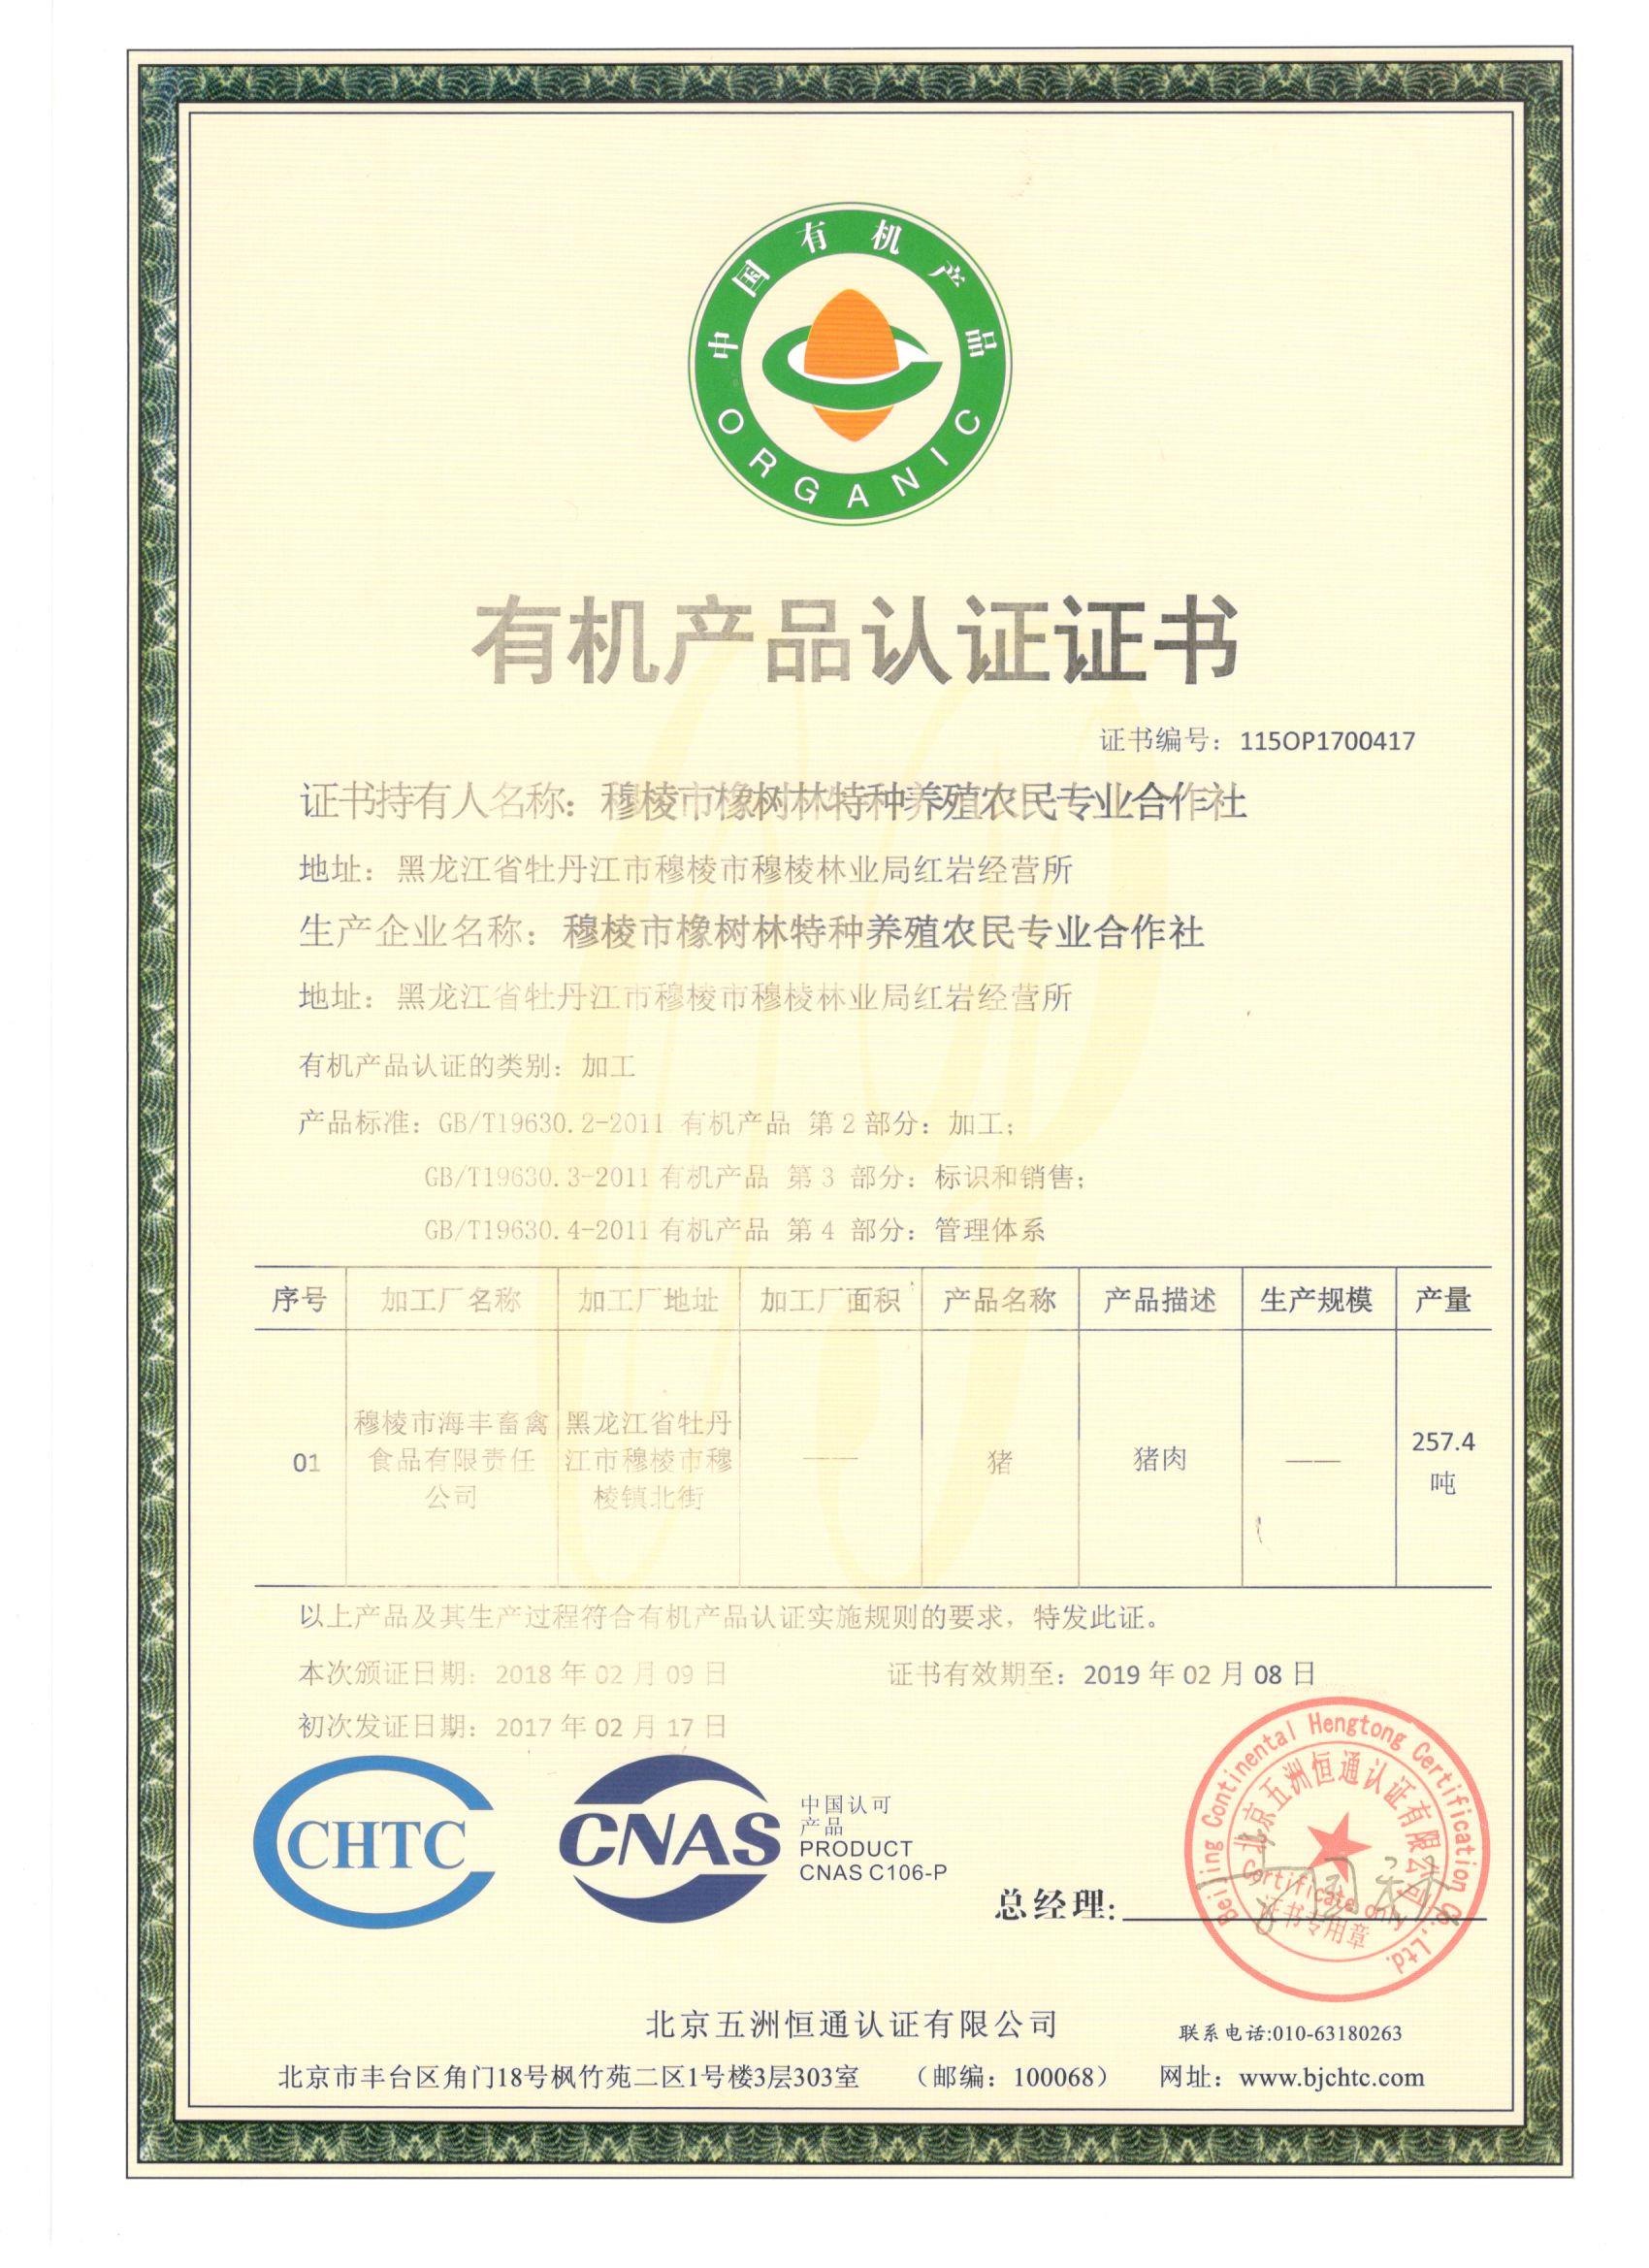 中国有机产品
ORGANIC
有机产品认证证书
证书编号：115OP1700417
证书持有人名称：穆棱市橡树林特种养殖农民专业合作社
地址：黑龙江省牡丹江市穆棱市穆棱林业局红岩经营所
生产企业名称：穆棱市橡树林特种养殖农民专业合作社
地址：黑龙江省牡丹江市穆棱市穆棱林业局红岩经营所
有机产品认证的类别：加工
产品标准：GB/T19630.2-2011 有机产品 第2部分：加工；
GB/T19630.3-2011有机产品 第3 部分：标识和销售；
GB/T19630.4-2011有机产品 第4 部分：管理体系
序号 加工厂名称 加工厂地址 加工厂面积 产品名称 产品描述 生产规模 产量
01 穆棱市海丰畜禽食品有限责任公司 黑龙江省牡丹江市穆棱市穆棱镇北街 —— 猪 猪肉 —— 257.4吨
以上产品及其生产过程符合有机产品认证实施规则的要求，特发此证。
本次颁证日期：2018年02月09日 证书有效期至：2019年02月08日
初次发证日期：2017年02月17日
CHTC
CNAS
中国认可
产品
PRODUCT
CNAS C106-P
总经理:
Beijing Continental Hengtong Certification Co.,Ltd.
北京五洲恒通认证有限公司
Certificate only
证书专用章
北京五洲恒通认证有限公司 联系电话:010-63180263
北京市丰台区角门18号枫竹苑二区1号楼3层303室 （邮编：100068） 网址：www.bjchtc.com